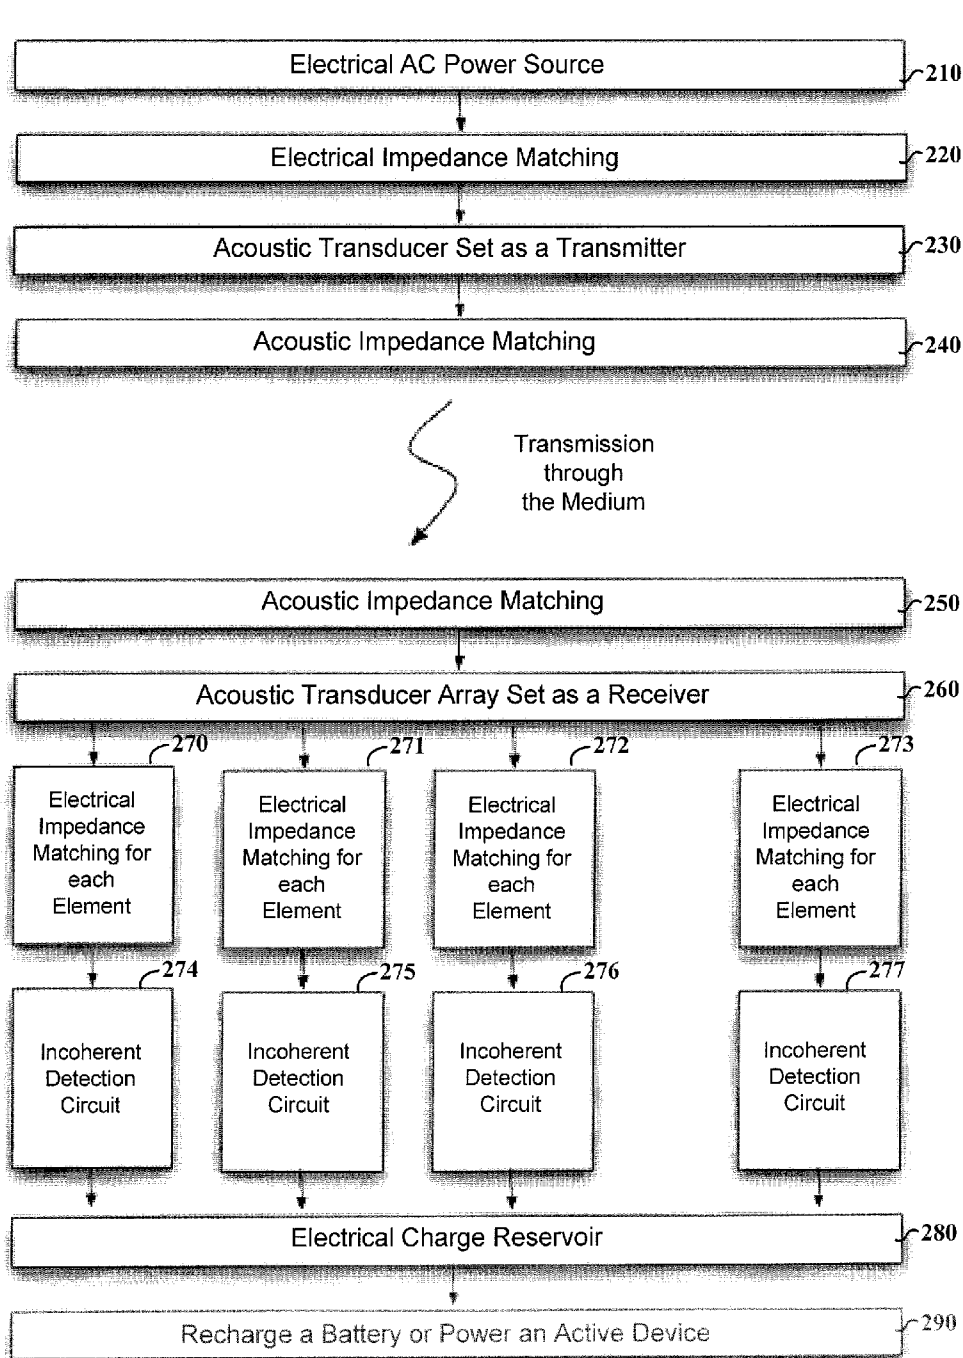 Electrical AC Power Source
210
Electrical Impedance Matching
220
Acoustic Transducer Set as a Transmitter
230
Acoustic Impedance Matching
240
Transmission
through
the Medium
Acoustic Impedance Matching
250
Acoustic Transducer Array Set as a Receiver
260
270
Electrical
Impedance
Matching for
each
Element
271
Electrical
Impedance
Matching for
each
Element
272
Electrical
Impedance
Matching for
each
Element
273
Electrical
Impedance
Matching for
each
Element
274
Incoherent
Detection
Circuit
275
Incoherent
Detection
Circuit
276
Incoherent
Detection
Circuit
277
Incoherent
Detection
Circuit
Electrical Charge Reservoir
280
Recharge a Battery or Power an Active Device
290